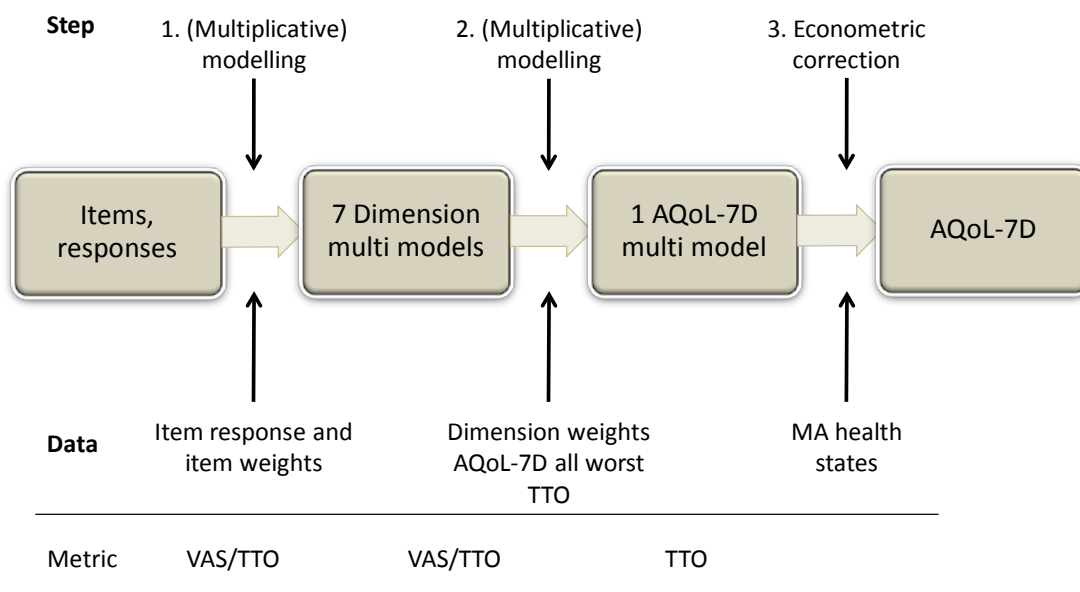 Step
1. (Multiplicative)
modelling
2. (Multiplicative)
modelling
3. Econometric
correction
Items,
responses
7 Dimension
multi models
1 AQoL-7D
multi model
AQoL-7D
Data
Item response and
item weights
Dimension weights
AQoL-7D all worst
TTO
MA health
states
Metric
VAS/TTO
VAS/TTO
TTO